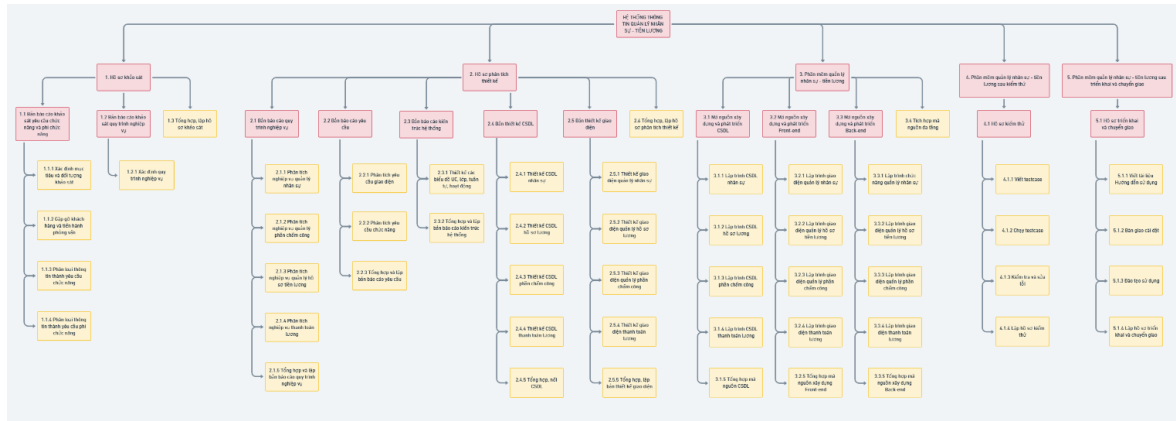 HỆ THỐNG THÔNG
TIN QUẢN LÝ NHÂN
SỰ - TIỀN LƯƠNG
1. Hồ sơ khảo sát
2. Hồ sơ phân tích
thiết kế
3. Phần mềm quản lý
nhân sự - tiền lương
4. Phần mềm quản lý nhân sự - tiền
lương sau kiểm thử
5. Phần mềm quản lý nhân sự - tiền lương sau
triển khai và chuyển giao
1.1 Bản báo cáo khảo
sát yêu cầu chức
năng và phi chức
năng
1.2 Bản báo cáo khảo
sát quy trình nghiệp
vụ
1.3 Tổng hợp, lập hồ
sơ khảo sát
2.1 Bản báo cáo quy
trình nghiệp vụ
2.2 Bản báo cáo yêu
cầu
2.3 Bản báo cáo kiến
trúc hệ thống
2.4 Bản thiết kế CSDL
2.5 Bản thiết kế giao
diện
2.6 Tổng hợp, lập hồ
sơ phân tích thiết kế
3.1 Mã nguồn xây
dựng và phát triển
CSDL
3.2 Mã nguồn xây
dựng và phát triển
Front-end
3.3 Mã nguồn xây
dựng và phát triển
Back-end
3.4 Tích hợp mã
nguồn đa tầng
4.1 Hồ sơ kiểm thử
5.1 Hồ sơ triển khai
và chuyển giao
1.1.1 Xác định mục
tiêu và đối tượng
khảo sát
1.1.2 Gặp gỡ khách
hàng và tiến hành
phỏng vấn
1.1.3 Phân loại thông
tin thành yêu cầu
chức năng
1.1.4 Phân loại thông
tin thành yêu cầu phi
chức năng
1.2.1 Xác định quy
trình nghiệp vụ
2.1.1 Phân tích
nghiệp vụ quản lý
nhân sự
2.1.2 Phân tích
nghiệp vụ quản lý
phân chấm công
2.1.3 Phân tích
nghiệp vụ quản lý hồ
sơ tiền lương
2.1.4 Phân tích
nghiệp vụ thanh toán
lương
2.1.5 Tổng hợp và lập
bản báo cáo quy trình
nghiệp vụ
2.2.1 Phân tích yêu
cầu giao diện
2.2.2 Phân tích yêu
cầu chức năng
2.2.3 Tổng hợp và lập
bản báo cáo yêu cầu
2.3.1 Thiết kế các
biểu đồ UC, lớp, tuần
tự, hoạt động
2.3.2 Tổng hợp và lập
bản báo cáo kiến trúc
hệ thống
2.4.1 Thiết kế CSDL
nhân sự
2.4.2 Thiết kế CSDL
hồ sơ lương
2.4.3 Thiết kế CSDL
phân chấm công
2.4.4 Thiết kế CSDL
thanh toán lương
2.4.5 Tổng hợp, nối
CSDL
2.5.1 Thiết kế giao
diện quản lý nhân sự
2.5.2 Thiết kế giao
diện quản lý hồ sơ
lương
2.5.3 Thiết kế giao
diện quản lý phân
chấm công
2.5.4 Thiết kế giao
diện thanh toán
lương
2.5.5 Tổng hợp, lập
bản thiết kế giao diện
3.1.1 Lập trình CSDL
nhân sự
3.1.2 Lập trình CSDL
hồ sơ lương
3.1.3 Lập trình CSDL
phân chấm công
3.1.4 Lập trình CSDL
thanh toán lương
3.1.5 Tổng hợp mã
nguồn CSDL
3.2.1 Lập trình giao
diện quản lý nhân sự
3.2.2 Lập trình giao
diện quản lý hồ sơ
tiền lương
3.2.3 Lập trình giao
diện quản lý phân
chấm công
3.2.4 Lập trình giao
diện thanh toán
lương
3.2.5 Tổng hợp mã
nguồn xây dựng
Front-end
3.3.1 Lập trình chức
năng quản lý nhân sự
3.3.2 Lập trình giao
diện quản lý hồ sơ
tiền lương
3.3.3 Lập trình giao
diện quản lý phân
chấm công
3.3.4 Lập trình giao
diện thanh toán
lương
3.3.5 Tổng hợp mã
nguồn xây dựng
Back-end
4.1.1 Viết testcase
4.1.2 Chạy testcase
4.1.3 Kiểm tra và sửa
lỗi
4.1.4 Lập hồ sơ kiểm
thử
5.1.1 Viết tài liệu
Hướng dẫn sử dụng
5.1.2 Bàn giao cài đặt
5.1.3 Đào tạo sử dụng
5.1.4 Lập hồ sơ triển
khai và chuyển giao